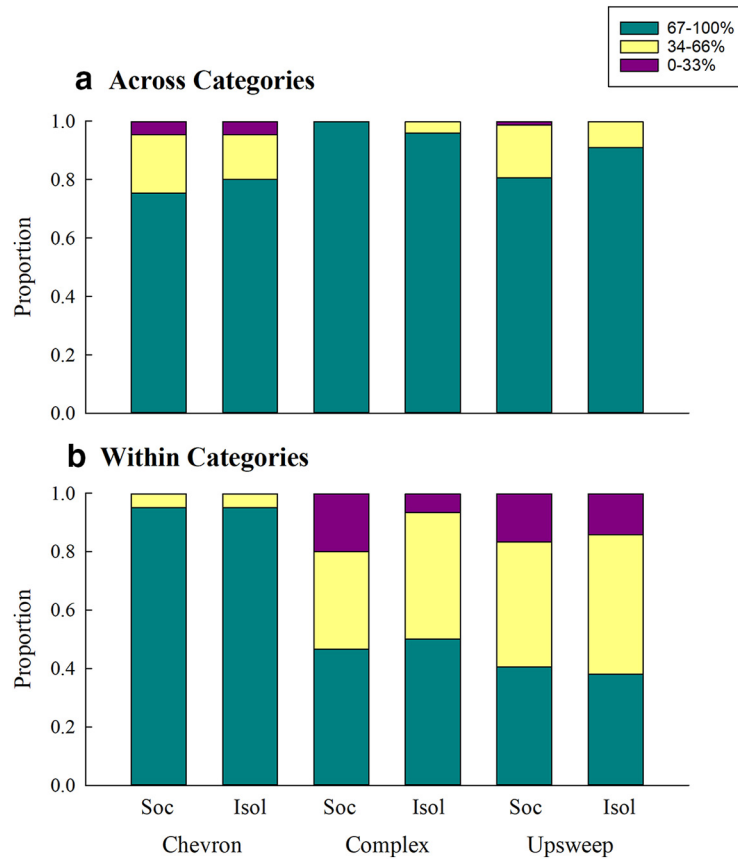 67-100%
34-66%
0-33%
a Across Categories
1.0
0.8
0.6
0.4
0.2
0.0
Proportion
b Within Categories
1.0
0.8
0.6
0.4
0.2
0.0
Proportion
Soc Isol Soc Isol Soc Isol
Chevron Complex Upsweep